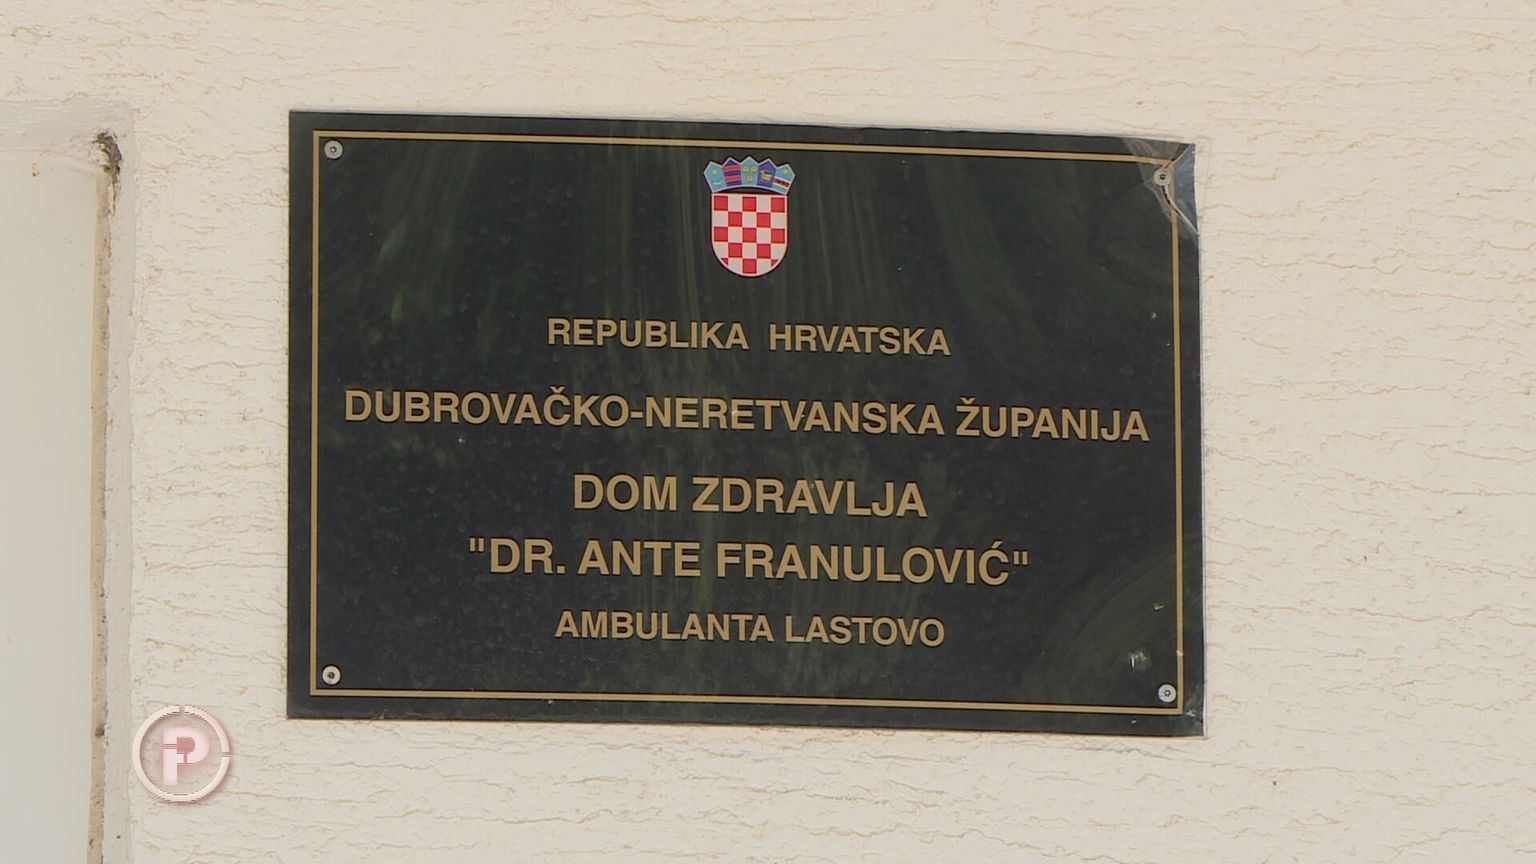 REPUBLIKA HRVATSKA
DUBROVAČKO-NERETVANSKA ŽUPANIJA
DOM ZDRAVLJA
"DR. ANTE FRANULOVIĆ"
AMBULANTA LASTOVO
P